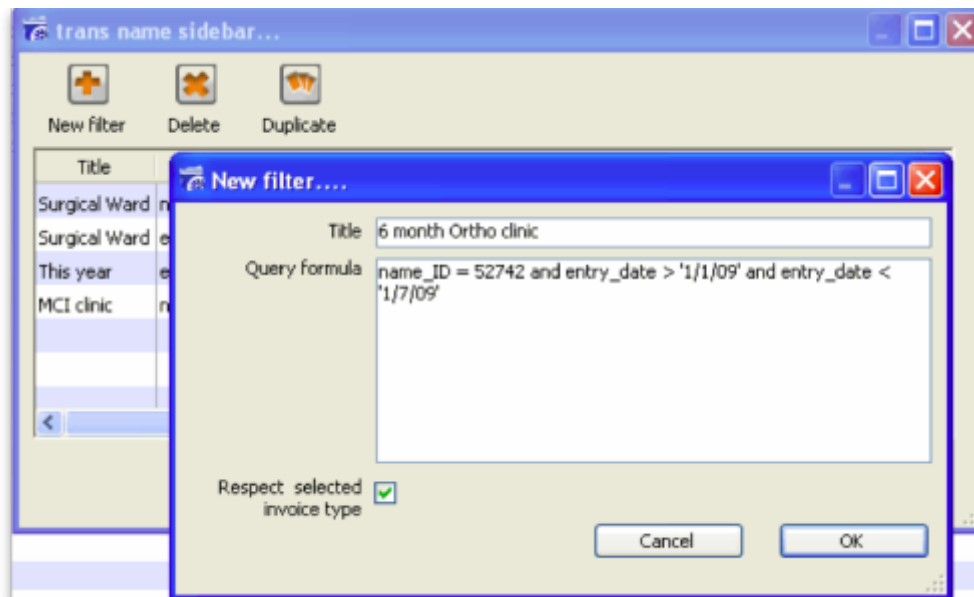 trans name sidebar...
New filter Delete Duplicate
Title
Surgical Ward n
Surgical Ward e
This year e
MCI clinic n
New filter....
Title 6 month Ortho clinic
Query formula name_ID = 52742 and entry_date > '1/1/09' and entry_date <
'1/7/09'
Respect selected
invoice type
Cancel OK